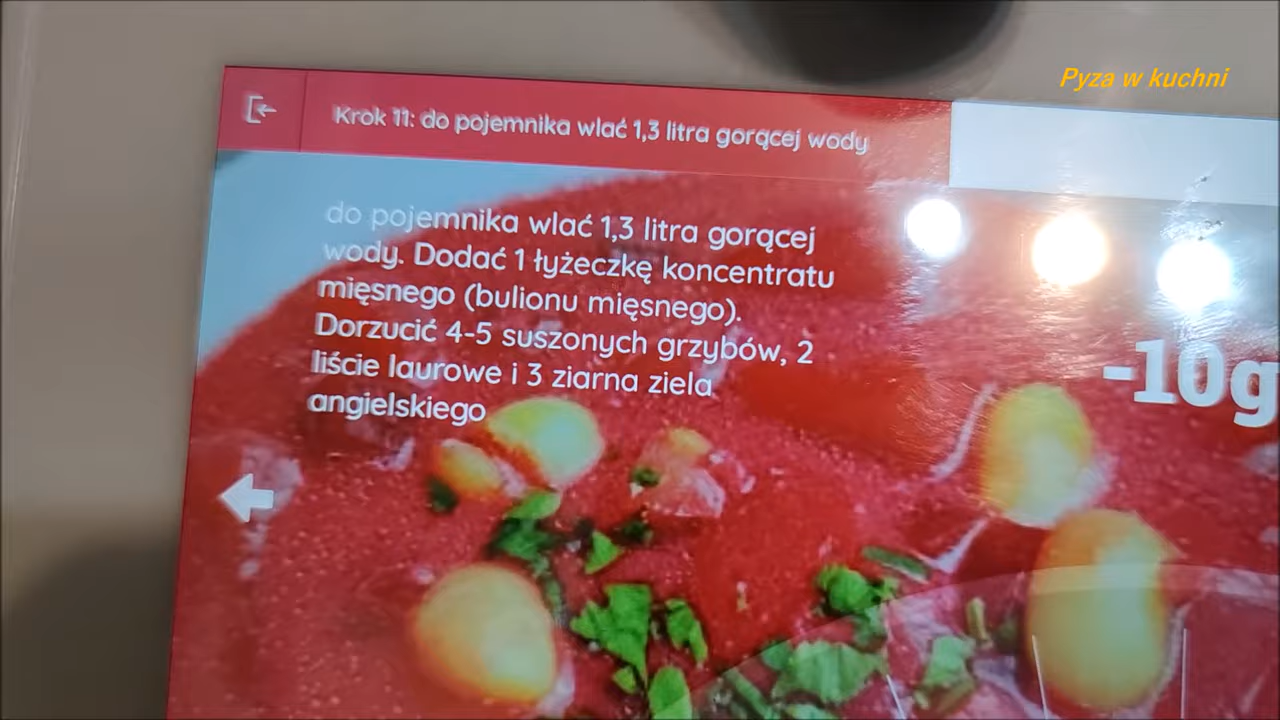 Pyza w kuchni
Krok 11: do pojemnika wlać 1,3 litra gorącej wody
do pojemnika wlać 1,3 litra gorącej
wody. Dodać 1 łyżeczkę koncentratu
mięsnego (bulionu mięsnego).
Dorzucić 4-5 suszonych grzybów, 2
liście laurowe i 3 ziarna ziela
angielskiego
-10g